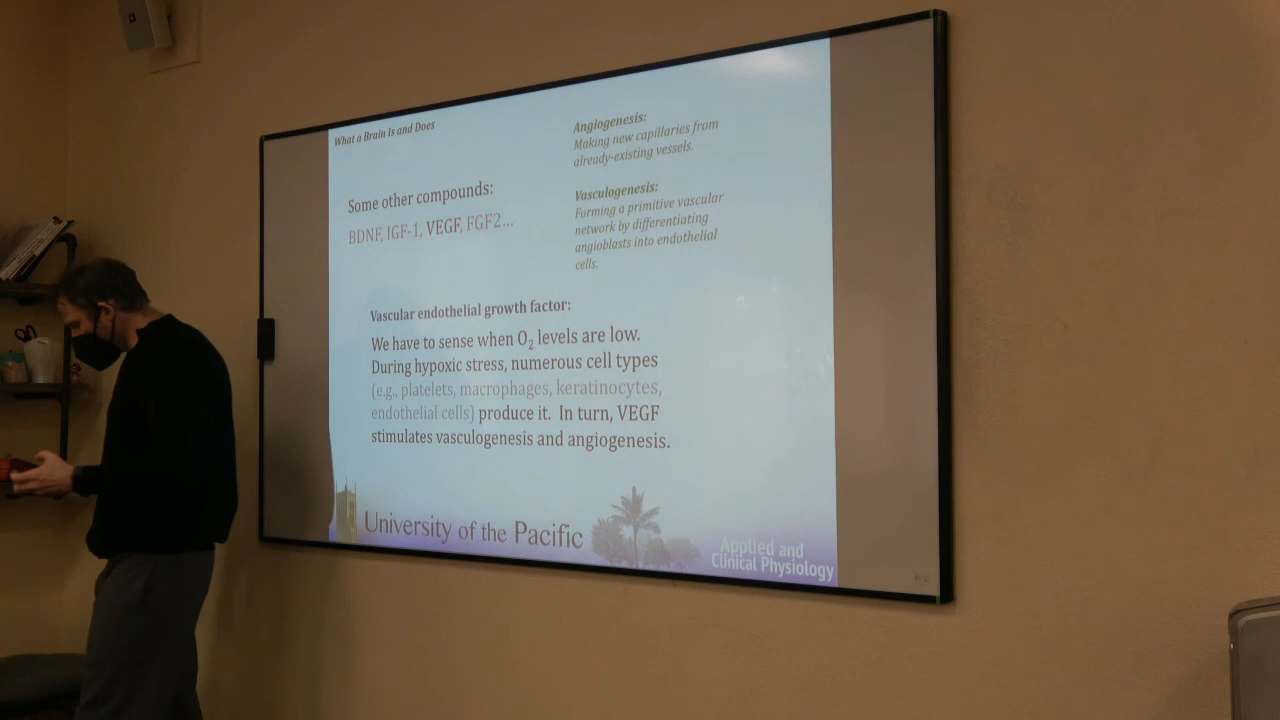 What a Brain Is and Does
Some other compounds:
BDNF, IGF-1, VEGF, FGF2...
Angiogenesis:
Making new capillaries from
already-existing vessels.
Vasculogenesis:
Forming a primitive vascular
network by differentiating
angioblasts into endothelial
cells.
Vascular endothelial growth factor:
We have to sense when O₂ levels are low.
During hypoxic stress, numerous cell types
(e.g., platelets, macrophages, keratinocytes,
endothelial cells) produce it. In turn, VEGF
stimulates vasculogenesis and angiogenesis.
University of the Pacific
Applied and
Clinical Physiology